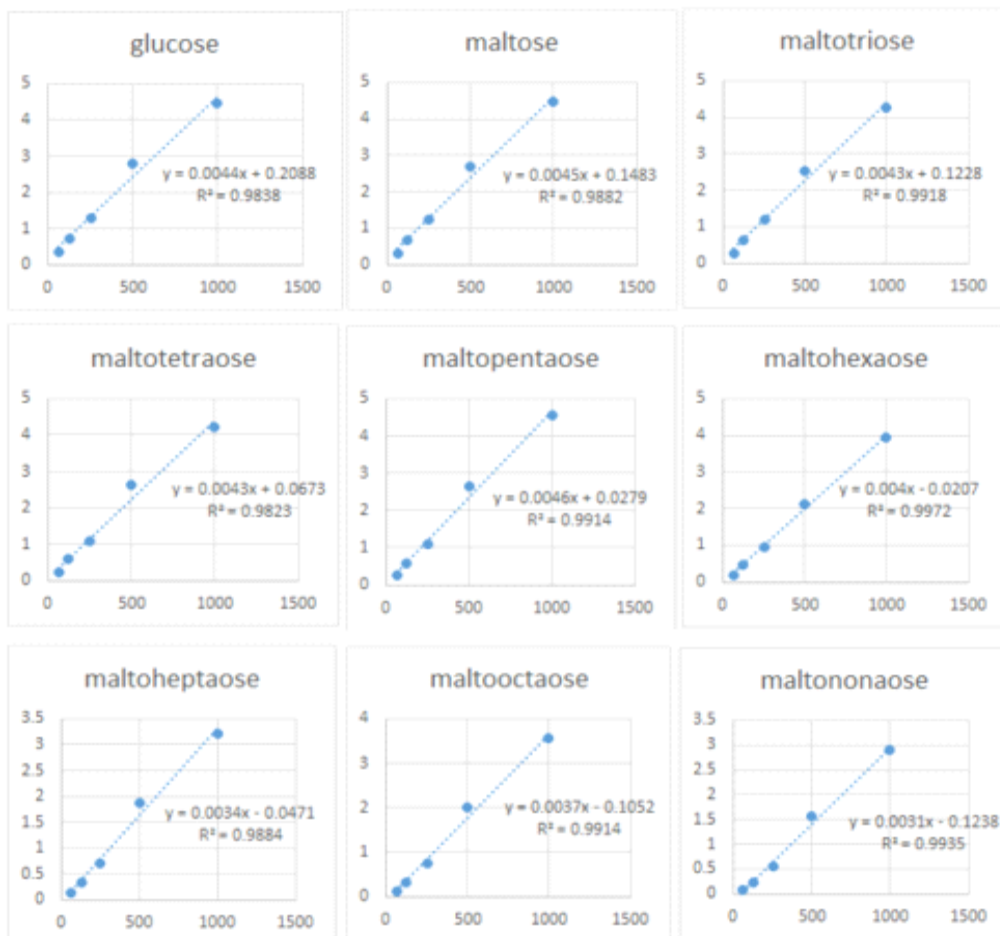 glucose
5
4
3
2
1
0
y = 0.0044x + 0.2088
R² = 0.9838
0 500 1000 1500
maltose
5
4
3
2
1
0
y = 0.0045x + 0.1483
R² = 0.9882
0 500 1000 1500
maltotriose
5
4
3
2
1
0
y = 0.0043x + 0.1228
R² = 0.9918
0 500 1000 1500
maltotetraose
5
4
3
2
1
0
y = 0.0043x + 0.0673
R² = 0.9823
0 500 1000 1500
maltopentaose
5
4
3
2
1
0
y = 0.0046x + 0.0279
R² = 0.9914
0 500 1000 1500
maltohexaose
5
4
3
2
1
0
y = 0.004x - 0.0207
R² = 0.9972
0 500 1000 1500
maltoheptaose
3.5
3
2.5
2
1.5
1
0.5
0
y = 0.0034x - 0.0471
R² = 0.9884
0 500 1000 1500
maltooctaose
4
3
2
1
0
y = 0.0037x - 0.1052
R² = 0.9914
0 500 1000 1500
maltononaose
3.5
3
2.5
2
1.5
1
0.5
0
y = 0.0031x - 0.1238
R² = 0.9935
0 500 1000 1500